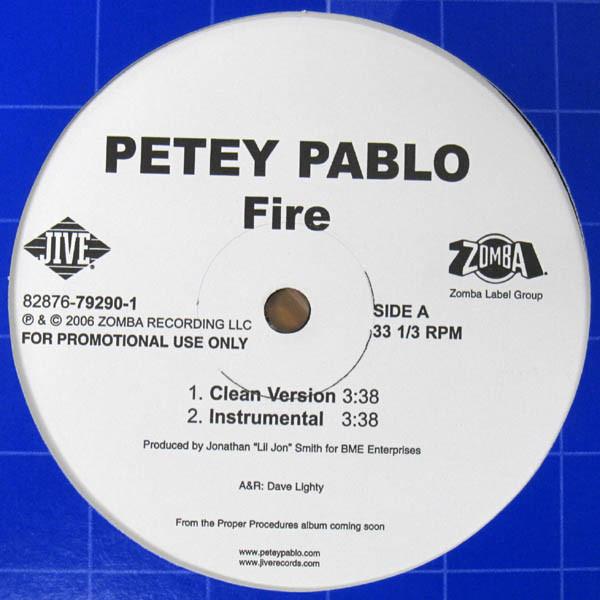 PETEY PABLO
Fire
JIVE
®
ZOMBA
Zomba Label Group
82876-79290-1
℗ & © 2006 ZOMBA RECORDING LLC
FOR PROMOTIONAL USE ONLY
SIDE A
33 1/3 RPM
1. Clean Version 3:38
2. Instrumental 3:38
Produced by Jonathan "Lil Jon" Smith for BME Enterprises
A&R: Dave Lighty
From the Proper Procedures album coming soon
www.peteypablo.com
www.jiverecords.com